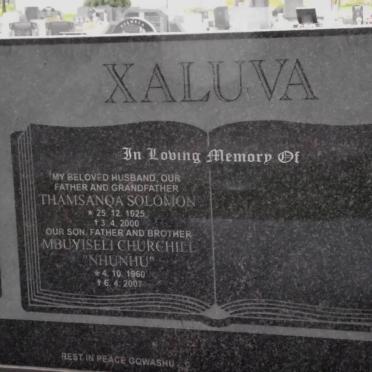 XALUVA
In Loving Memory Of
MY BELOVED HUSBAND, OUR
FATHER AND GRANDFATHER
THAMSANQA SOLOMON
* 25. 12. 1925
† 3. 4. 2000
OUR SON, FATHER AND BROTHER
MBUYISELI CHURCHILL
"NHUNHU"
* 4. 10. 1960
† 6. 4. 2007
REST IN PEACE GQWASHU